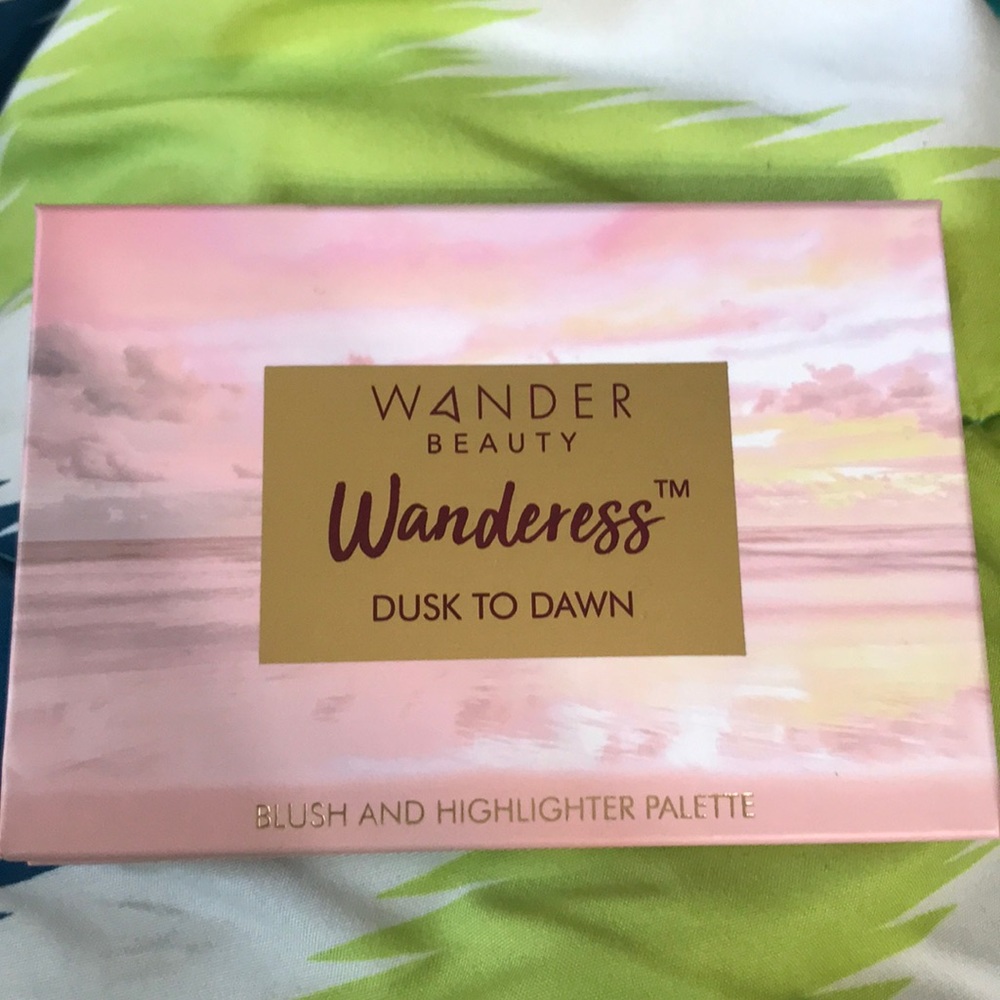 WANDER
BEAUTY
Wanderess™
DUSK TO DAWN
BLUSH AND HIGHLIGHTER PALETTE